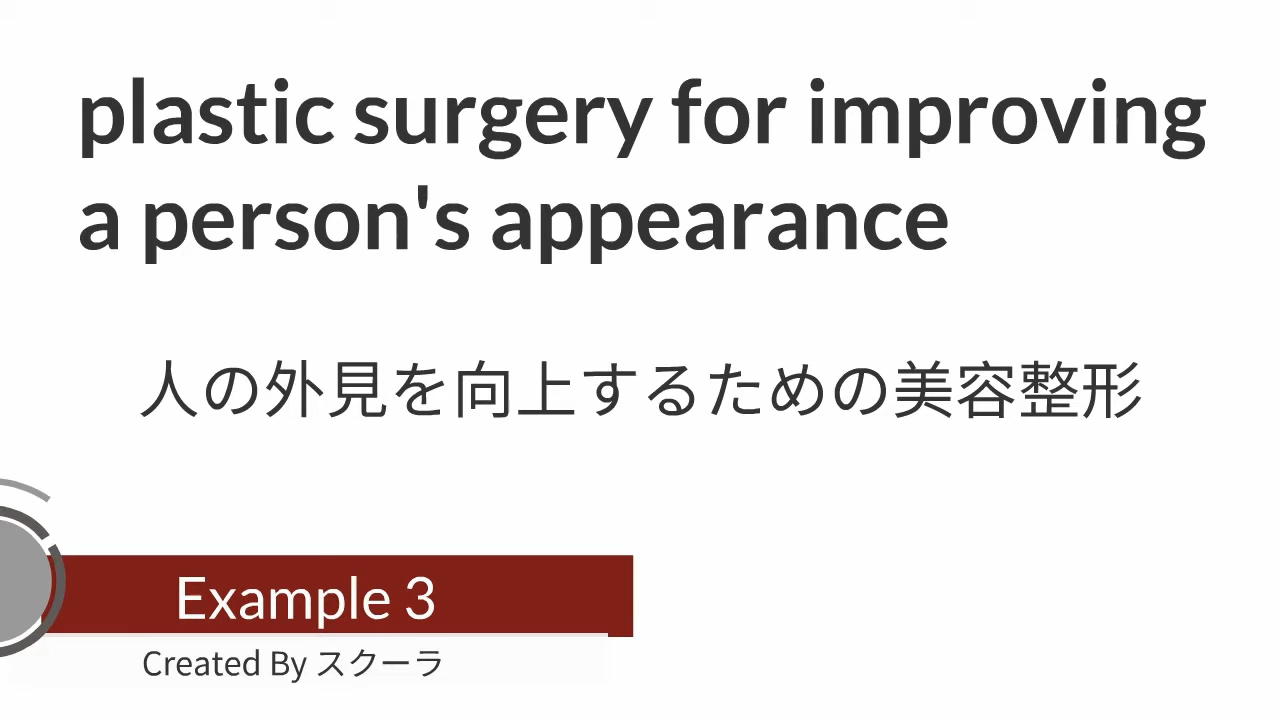 plastic surgery for improving
a person's appearance
人の外見を向上するための美容整形
Example 3
Created By スクーラ